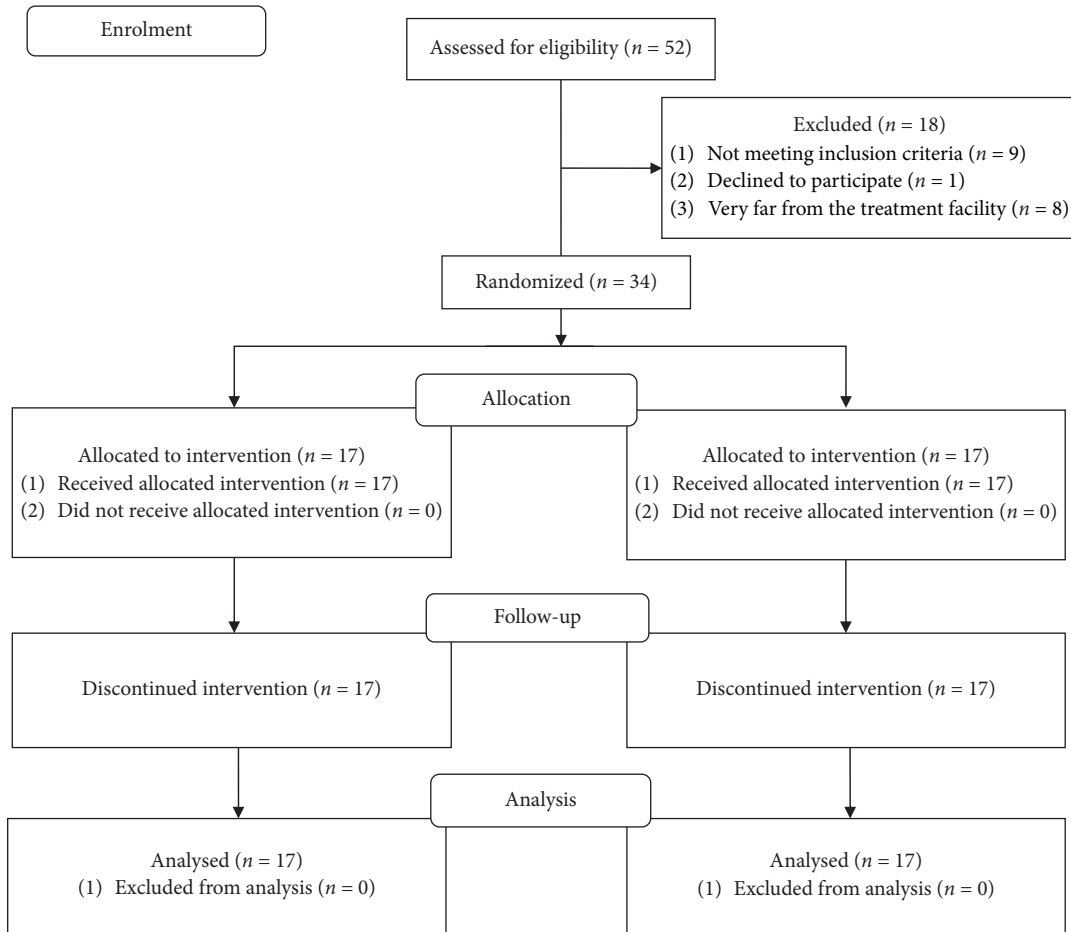 Enrolment
Assessed for eligibility (n = 52)
Excluded (n = 18)
(1) Not meeting inclusion criteria (n = 9)
(2) Declined to participate (n = 1)
(3) Very far from the treatment facility (n = 8)
Randomized (n = 34)
Allocation
Allocated to intervention (n = 17)
(1) Received allocated intervention (n = 17)
(2) Did not receive allocated intervention (n = 0)
Allocated to intervention (n = 17)
(1) Received allocated intervention (n = 17)
(2) Did not receive allocated intervention (n = 0)
Follow-up
Discontinued intervention (n = 17)
Discontinued intervention (n = 17)
Analysis
Analysed (n = 17)
(1) Excluded from analysis (n = 0)
Analysed (n = 17)
(1) Excluded from analysis (n = 0)